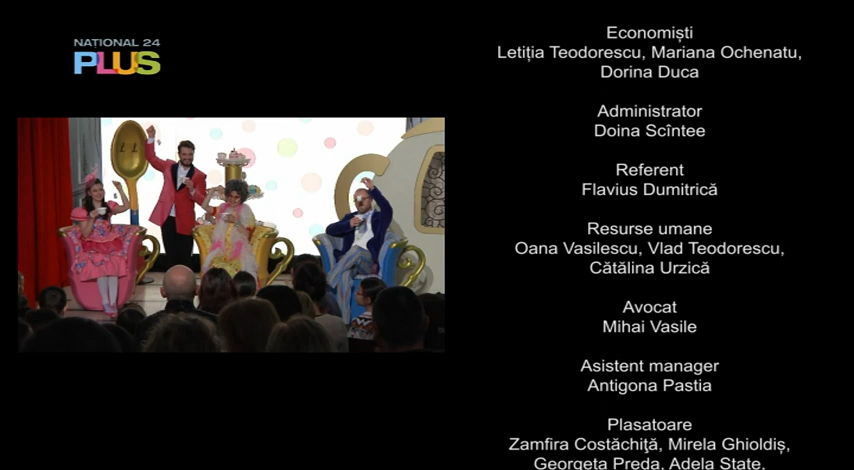 NAȚIONAL 24
PLUS
Economiști
Letiția Teodorescu, Mariana Ochenatu,
Dorina Duca
Administrator
Doina Scîntee
Referent
Flavius Dumitrică
Resurse umane
Oana Vasilescu, Vlad Teodorescu,
Cătălina Urzică
Avocat
Mihai Vasile
Asistent manager
Antigona Pastia
Plasatoare
Zamfira Costăchiţă, Mirela Ghioldiș,
Georgeta Preda, Adela State,